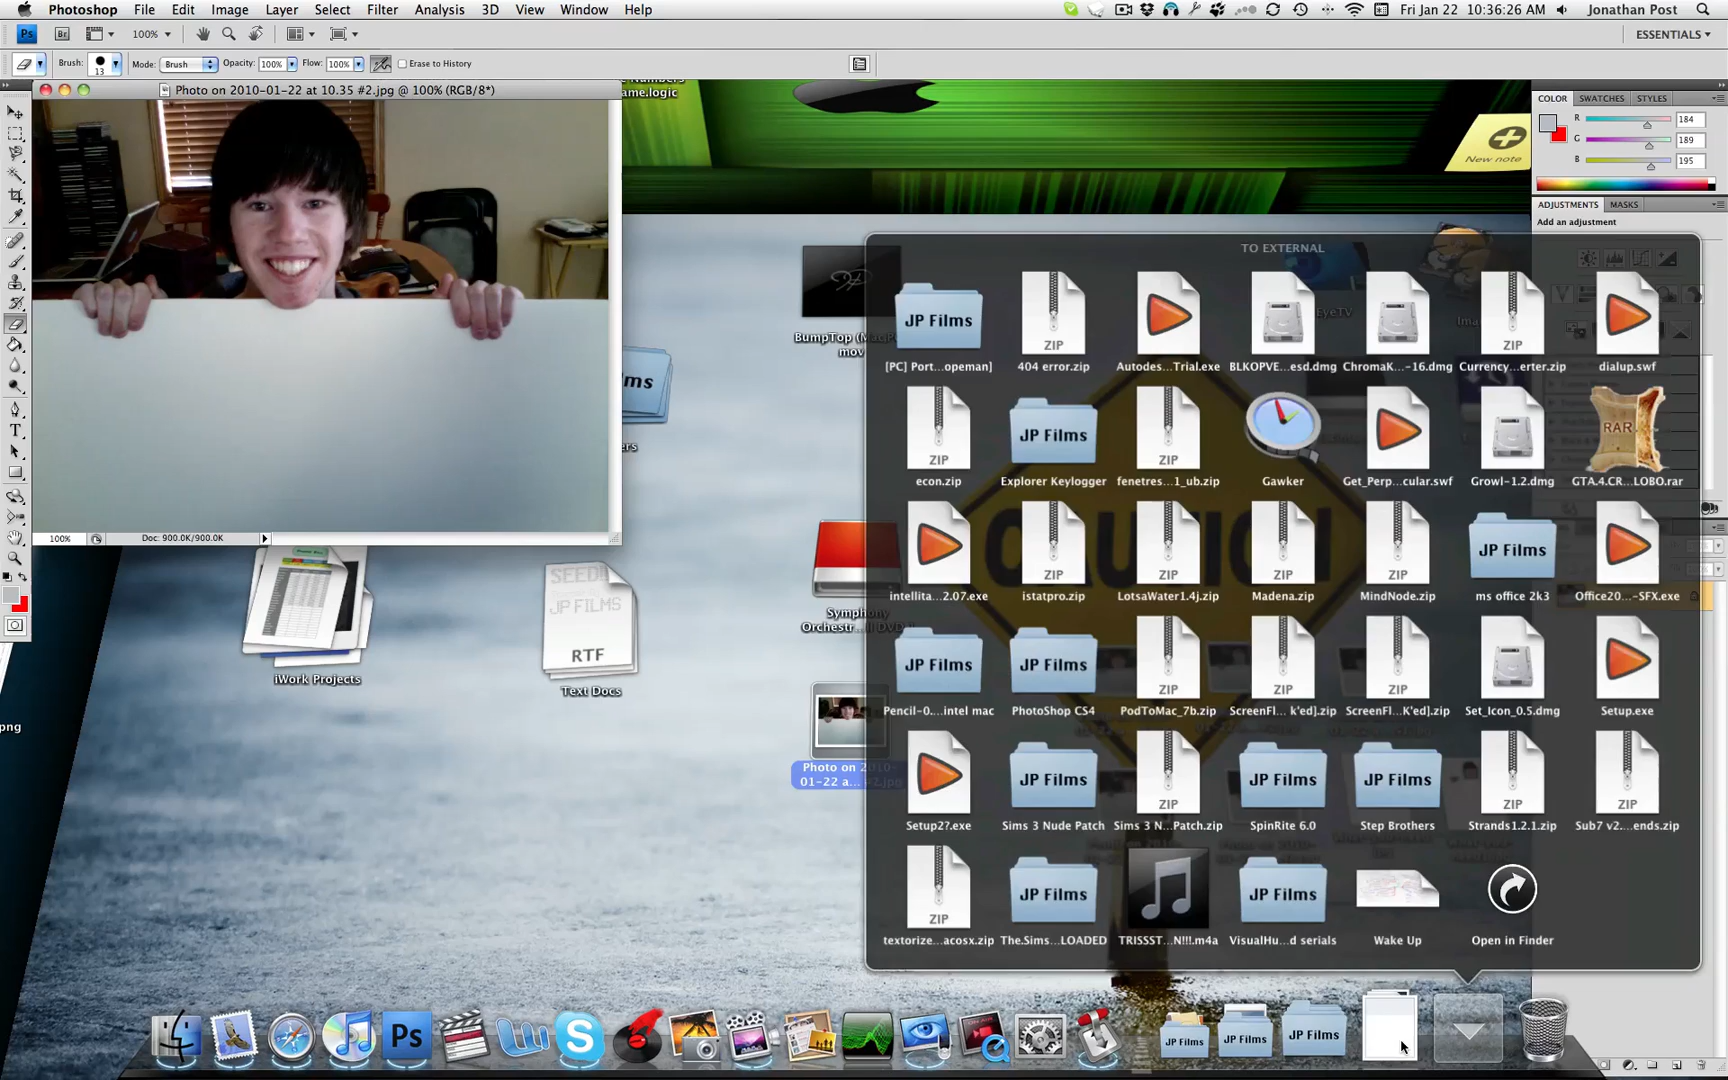 Photoshop File Edit Image Layer Select Filter Analysis 3D View Window Help
Fri Jan 22 10:36:26 AM Jonathan Post
Ps Br 100% ESSENTIALS
Brush: 13 Mode: Brush Opacity: 100% Flow: 100% Erase to History
Photo on 2010-01-22 at 10.35 #2.jpg @ 100% (RGB/8*)
ame.logic
New note
COLOR SWATCHES STYLES
R 184
G 189
B 195
ADJUSTMENTS MASKS
Add an adjustment
100% Doc: 900.0K/900.0K
iWork Projects
RTF
Text Docs
png
BumpTop
mov
Symphony
Photo on 2010-
TO EXTERNAL
JP Films ZIP ZIP
[PC] Port...opeman] 404 error.zip Autodes...Trial.exe BLKOPVE...esd.dmg ChromaK...-16.dmg Currency...erter.zip dialup.swf
ZIP JP Films ZIP RAR
econ.zip Explorer Keylogger fenetres...1_ub.zip Gawker Get_Perp...cular.swf Growl-1.2.dmg GTA.4.CR...LOBO.rar
ZIP ZIP ZIP ZIP JP Films
intellita...2.07.exe istatpro.zip LotsaWater1.4j.zip Madena.zip MindNode.zip ms office 2k3 Office20...-SFX.exe
JP Films JP Films ZIP ZIP ZIP
Pencil-0....intel mac PhotoShop CS4 PodToMac_7b.zip ScreenFl... k'ed].zip ScreenFl...K'ed].zip Set_Icon_0.5.dmg Setup.exe
JP Films ZIP JP Films JP Films ZIP ZIP
Setup2?.exe Sims 3 Nude Patch Sims 3 N...Patch.zip SpinRite 6.0 Step Brothers Strands1.2.1.zip Sub7 v2....ends.zip
ZIP JP Films JP Films
textorize...acosx.zip The.Sims...LOADED TRISSST...N!!!.m4a VisualHu...d serials Wake Up Open in Finder
CAUTION
Ps JP Films JP Films JP Films